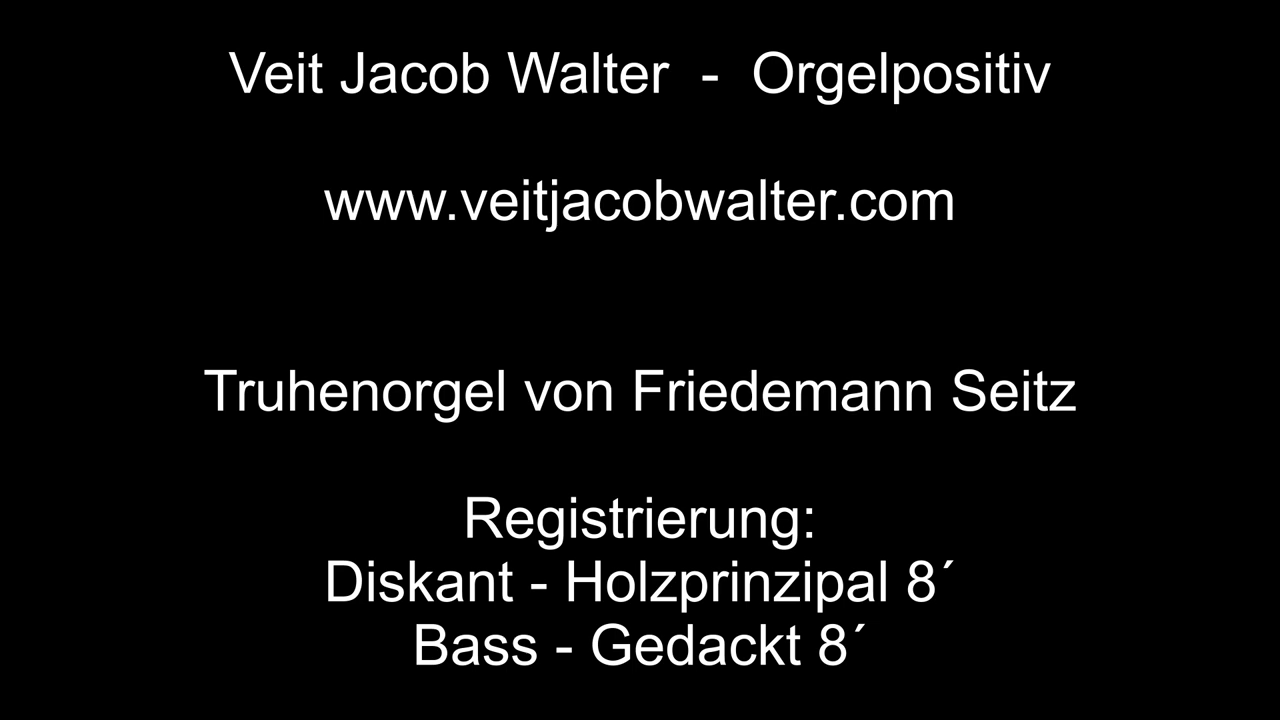 Veit Jacob Walter  -  Orgelpositiv
www.veitjacobwalter.com
Truhenorgel von Friedemann Seitz
Registrierung:
Diskant - Holzprinzipal 8´
Bass - Gedackt 8´